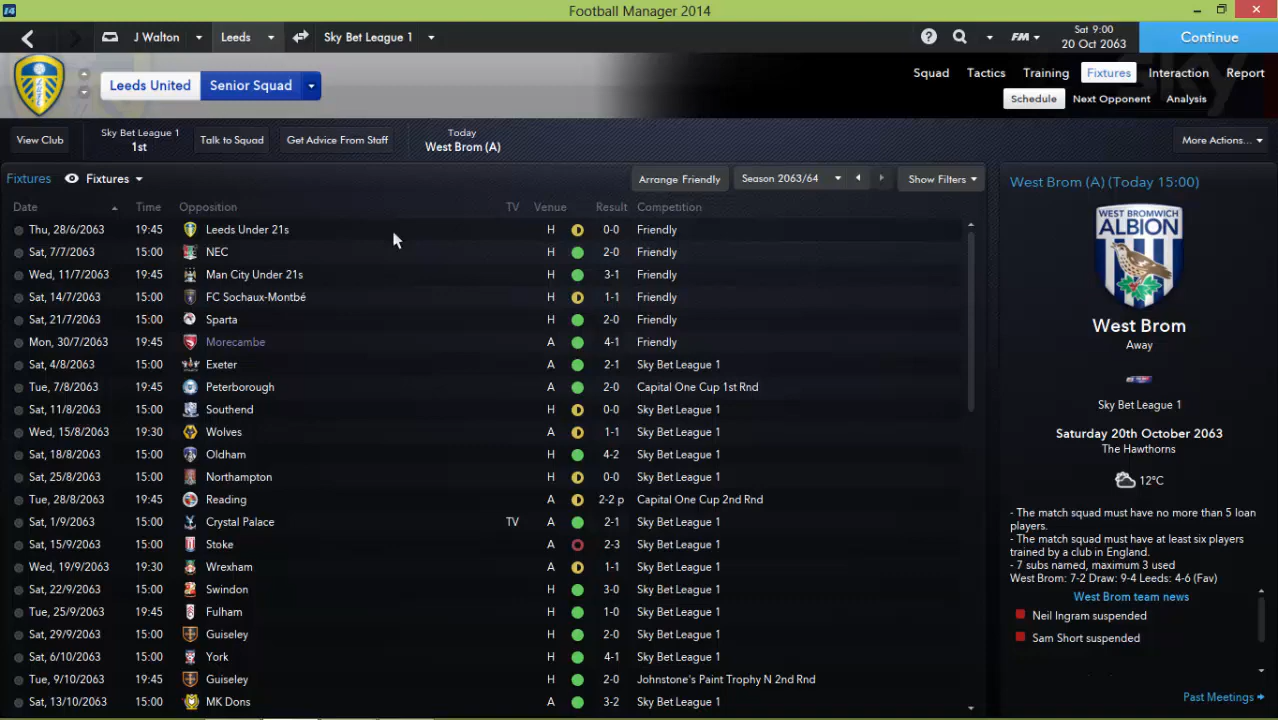 Football Manager 2014
J Walton
Leeds
Sky Bet League 1
FM
Sat 9:00
20 Oct 2063
Continue
Leeds United
Senior Squad
Squad
Tactics
Training
Fixtures
Interaction
Report
Schedule
Next Opponent
Analysis
View Club
Sky Bet League 1
1st
Talk to Squad
Get Advice From Staff
Today
West Brom (A)
More Actions...
Fixtures
Fixtures
Arrange Friendly
Season 2063/64
Show Filters
Date Time Opposition TV Venue Result Competition
Thu, 28/6/2063 19:45 Leeds Under 21s H 0-0 Friendly
Sat, 7/7/2063 15:00 NEC H 2-0 Friendly
Wed, 11/7/2063 19:45 Man City Under 21s H 3-1 Friendly
Sat, 14/7/2063 15:00 FC Sochaux-Montbé H 1-1 Friendly
Sat, 21/7/2063 15:00 Sparta H 2-0 Friendly
Mon, 30/7/2063 19:45 Morecambe A 4-1 Friendly
Sat, 4/8/2063 15:00 Exeter A 2-1 Sky Bet League 1
Tue, 7/8/2063 19:45 Peterborough A 2-0 Capital One Cup 1st Rnd
Sat, 11/8/2063 15:00 Southend H 0-0 Sky Bet League 1
Wed, 15/8/2063 19:30 Wolves A 1-1 Sky Bet League 1
Sat, 18/8/2063 15:00 Oldham H 4-2 Sky Bet League 1
Sat, 25/8/2063 15:00 Northampton H 0-0 Sky Bet League 1
Tue, 28/8/2063 19:45 Reading A 2-2 p Capital One Cup 2nd Rnd
Sat, 1/9/2063 15:00 Crystal Palace TV A 2-1 Sky Bet League 1
Sat, 15/9/2063 15:00 Stoke A 2-3 Sky Bet League 1
Wed, 19/9/2063 19:30 Wrexham A 1-1 Sky Bet League 1
Sat, 22/9/2063 15:00 Swindon H 3-0 Sky Bet League 1
Tue, 25/9/2063 19:45 Fulham H 1-0 Sky Bet League 1
Sat, 29/9/2063 15:00 Guiseley H 2-0 Sky Bet League 1
Sat, 6/10/2063 15:00 York H 4-1 Sky Bet League 1
Tue, 9/10/2063 19:45 Guiseley H 2-0 Johnstone's Paint Trophy N 2nd Rnd
Sat, 13/10/2063 15:00 MK Dons A 3-2 Sky Bet League 1
West Brom (A) (Today 15:00)
WEST BROMWICH
ALBION
West Brom
Away
Sky Bet League 1
Saturday 20th October 2063
The Hawthorns
12°C
- The match squad must have no more than 5 loan
players.
- The match squad must have at least six players
trained by a club in England.
- 7 subs named, maximum 3 used
West Brom: 7-2 Draw: 9-4 Leeds: 4-6 (Fav)
West Brom team news
Neil Ingram suspended
Sam Short suspended
Past Meetings